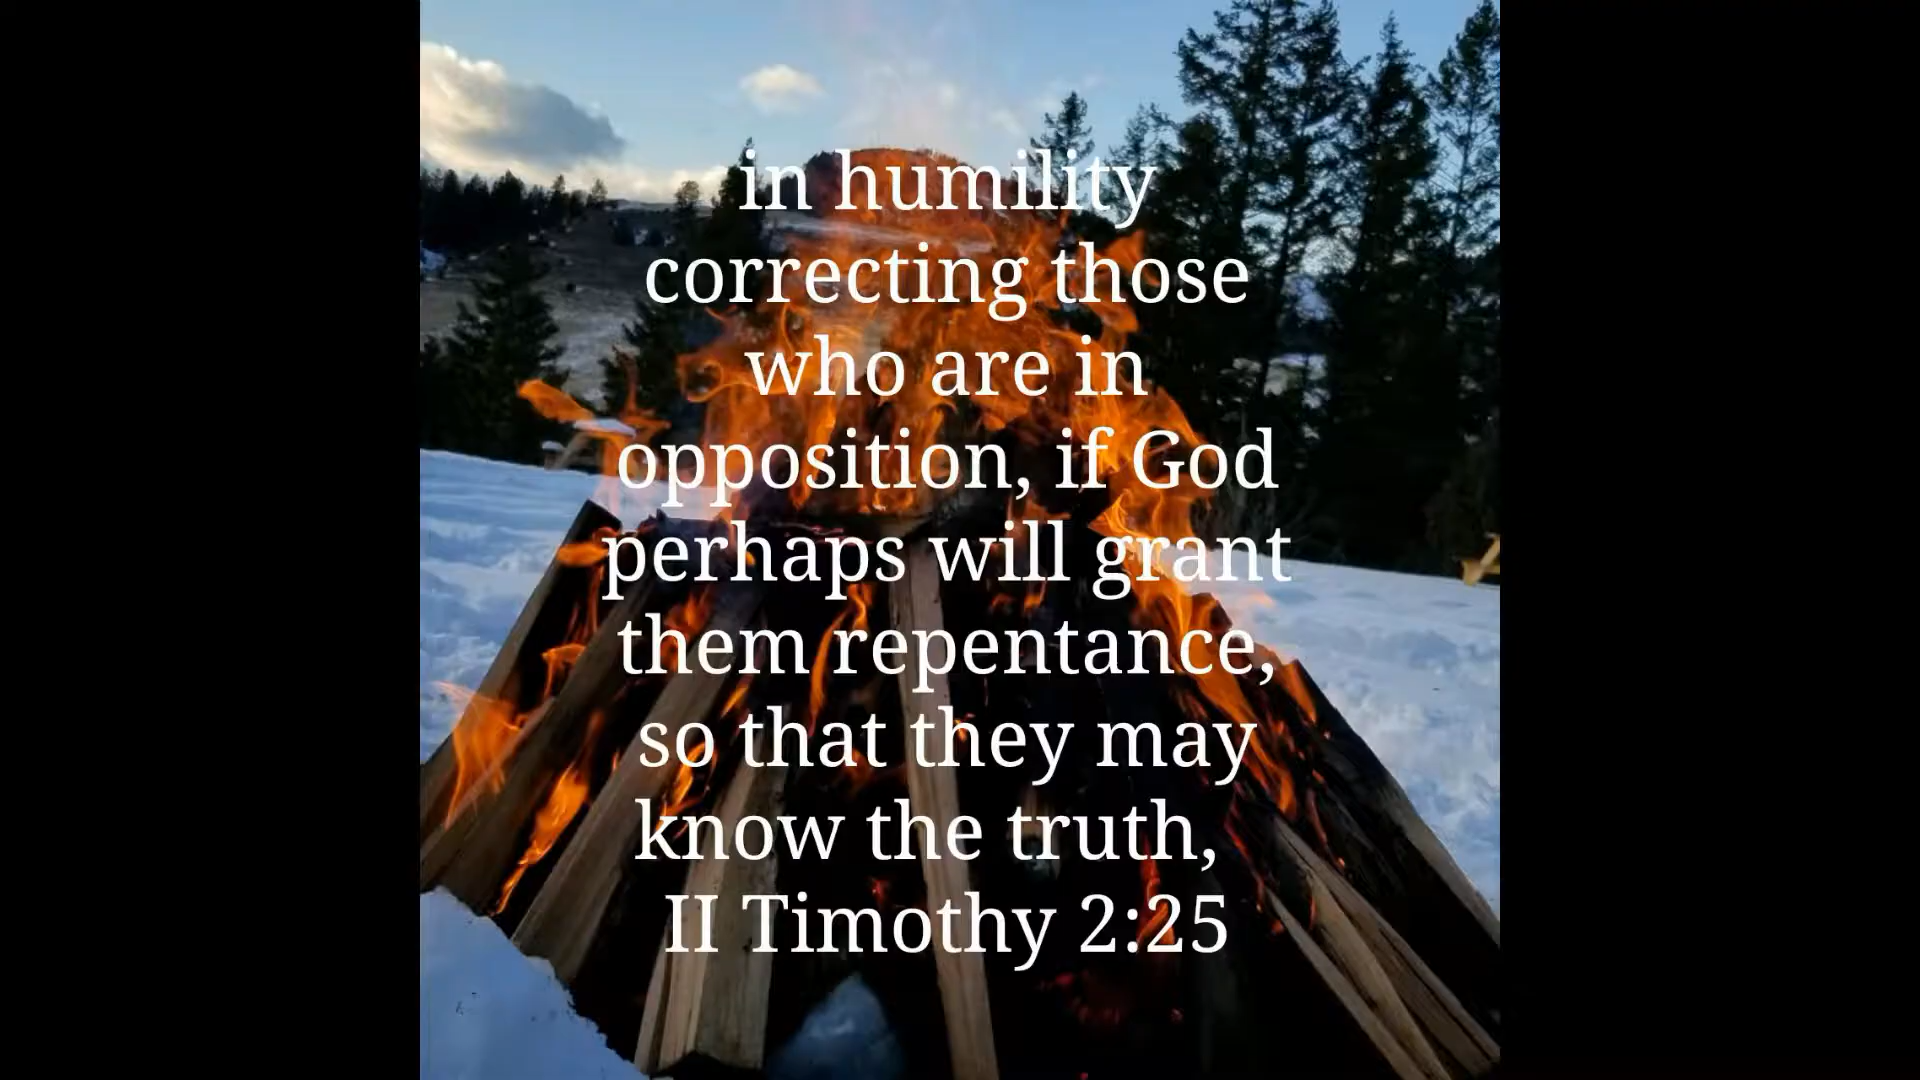 in humility
correcting those
who are in
opposition, if God
perhaps will grant
them repentance,
so that they may
know the truth,
II Timothy 2:25